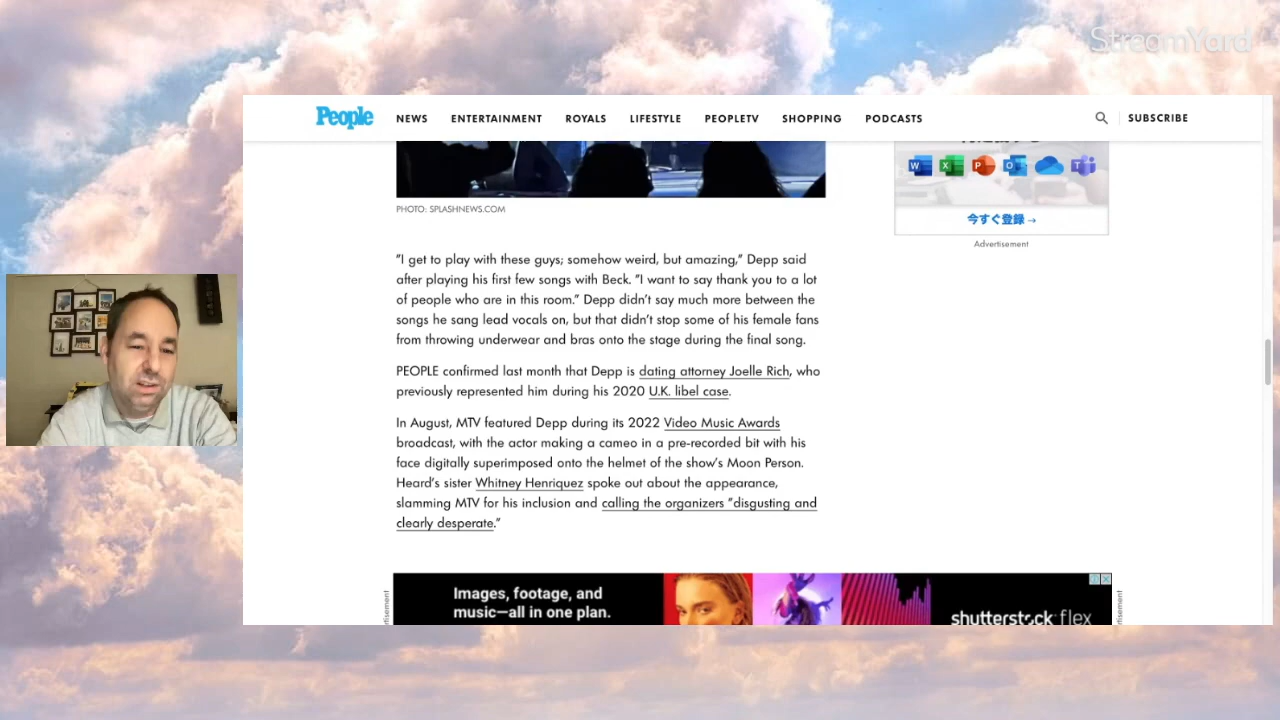 StreamYard
People
NEWS ENTERTAINMENT ROYALS LIFESTYLE PEOPLETV SHOPPING PODCASTS
SUBSCRIBE
PHOTO: SPLASHNEWS.COM
"I get to play with these guys; somehow weird, but amazing," Depp said
after playing his first few songs with Beck. "I want to say thank you to a lot
of people who are in this room." Depp didn't say much more between the
songs he sang lead vocals on, but that didn't stop some of his female fans
from throwing underwear and bras onto the stage during the final song.
PEOPLE confirmed last month that Depp is dating attorney Joelle Rich, who
previously represented him during his 2020 U.K. libel case.
In August, MTV featured Depp during its 2022 Video Music Awards
broadcast, with the actor making a cameo in a pre-recorded bit with his
face digitally superimposed onto the helmet of the show's Moon Person.
Heard's sister Whitney Henriquez spoke out about the appearance,
slamming MTV for his inclusion and calling the organizers "disgusting and
clearly desperate."
W X P O T
今すぐ登録 →
Advertisement
Images, footage, and
music—all in one plan.
shutterstock flex